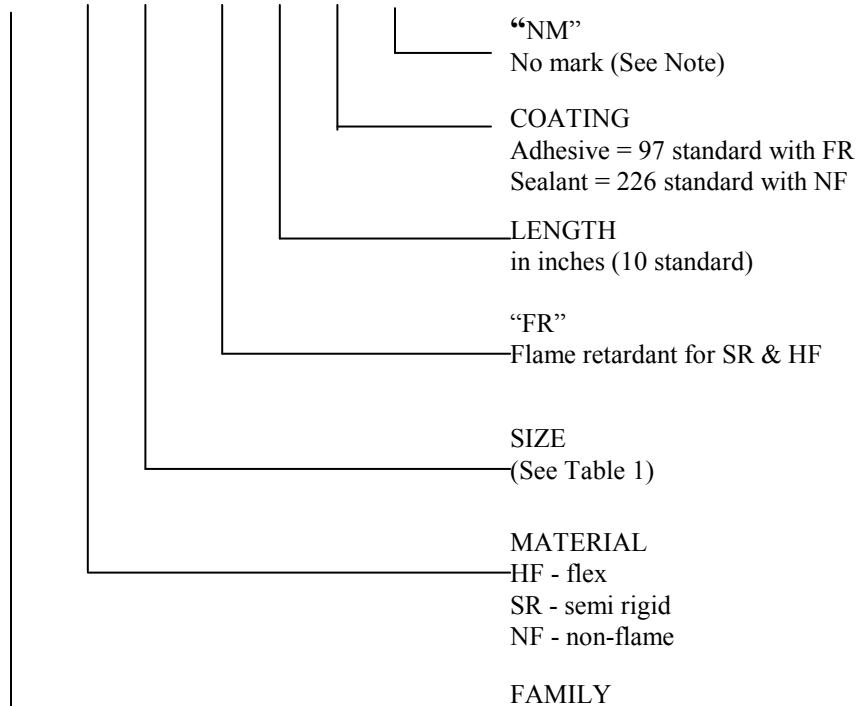 “NM”
No mark (See Note)
COATING
Adhesive = 97 standard with FR
Sealant = 226 standard with NF
LENGTH
in inches (10 standard)
“FR”
Flame retardant for SR & HF
SIZE
(See Table 1)
MATERIAL
HF - flex
SR - semi rigid
NF - non-flame
FAMILY